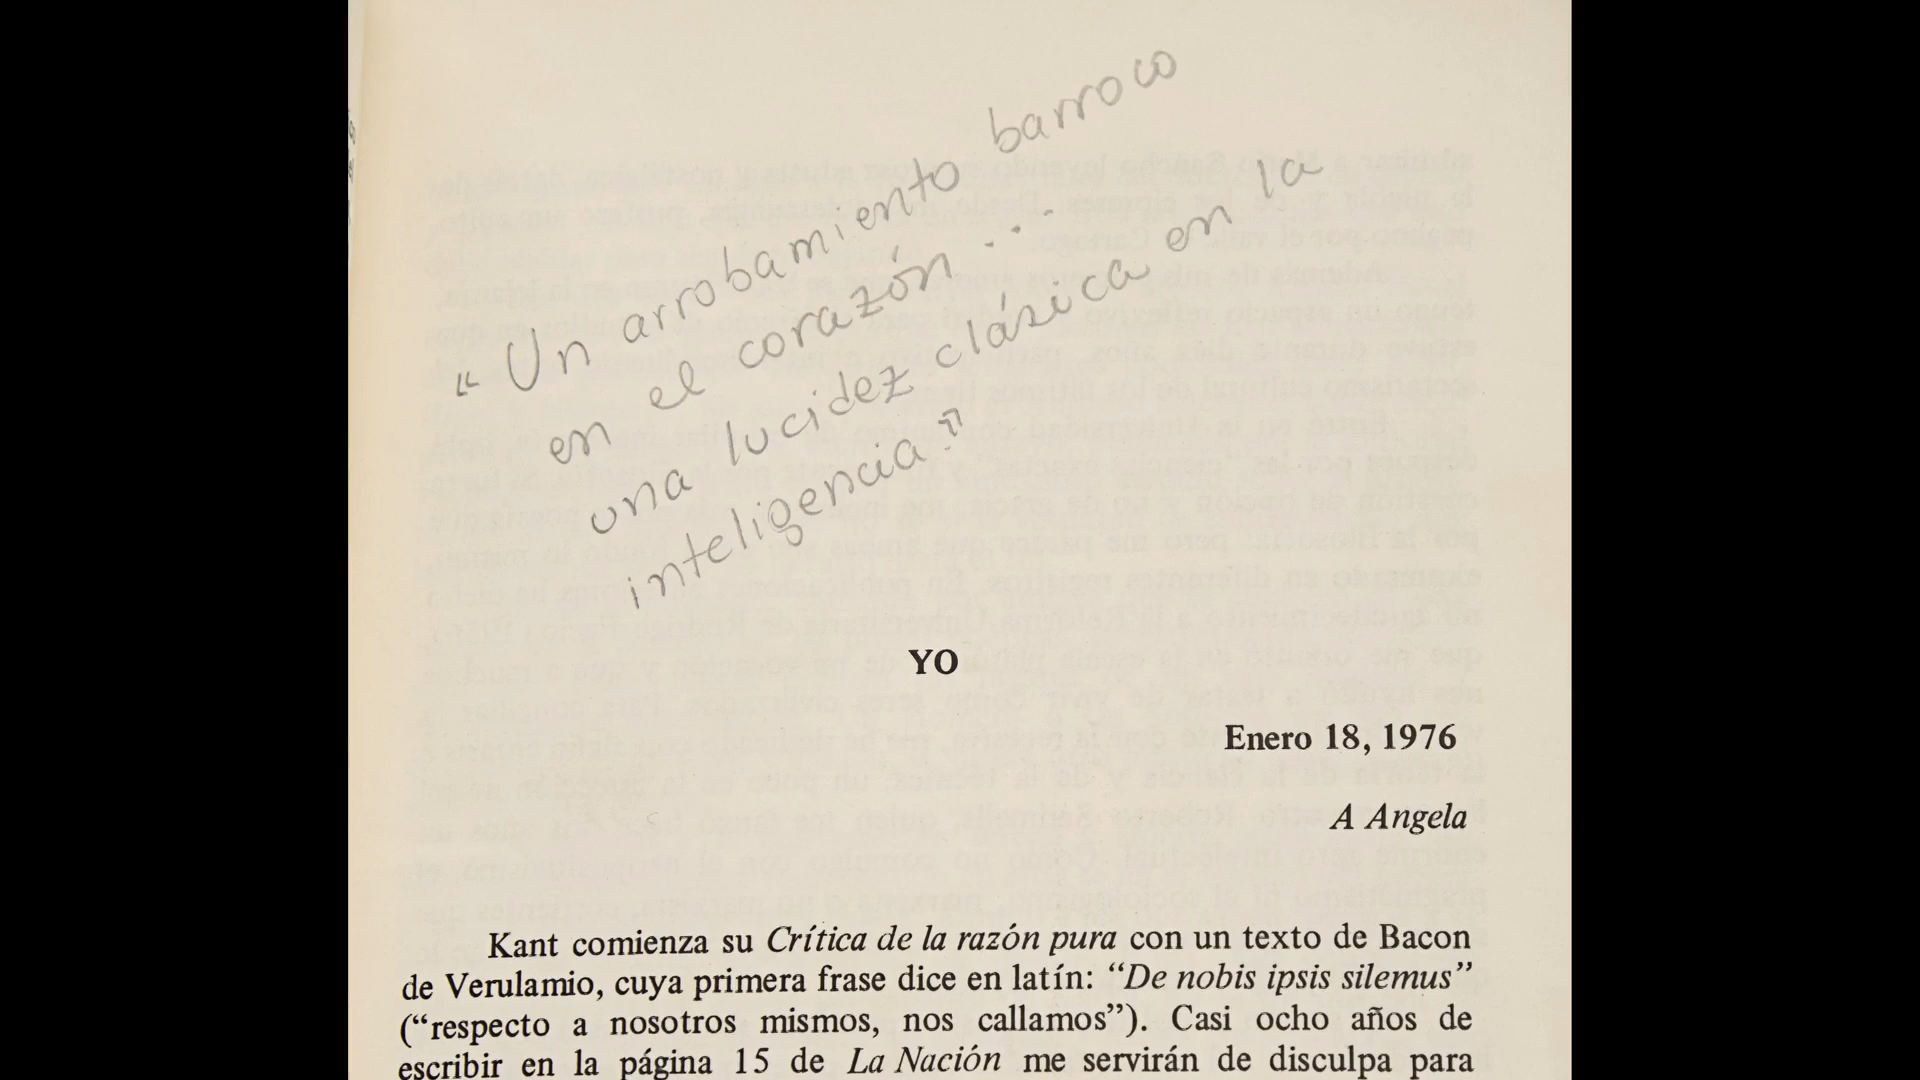 “Un arrobamiento barroco
en el corazón...
una lucidez clásica en la
inteligencia.”
YO
Enero 18, 1976
A Angela
Kant comienza su Crítica de la razón pura con un texto de Bacon
de Verulamio, cuya primera frase dice en latín: “De nobis ipsis silemus”
(“respecto a nosotros mismos, nos callamos”). Casi ocho años de
escribir en la página 15 de La Nación me servirán de disculpa para